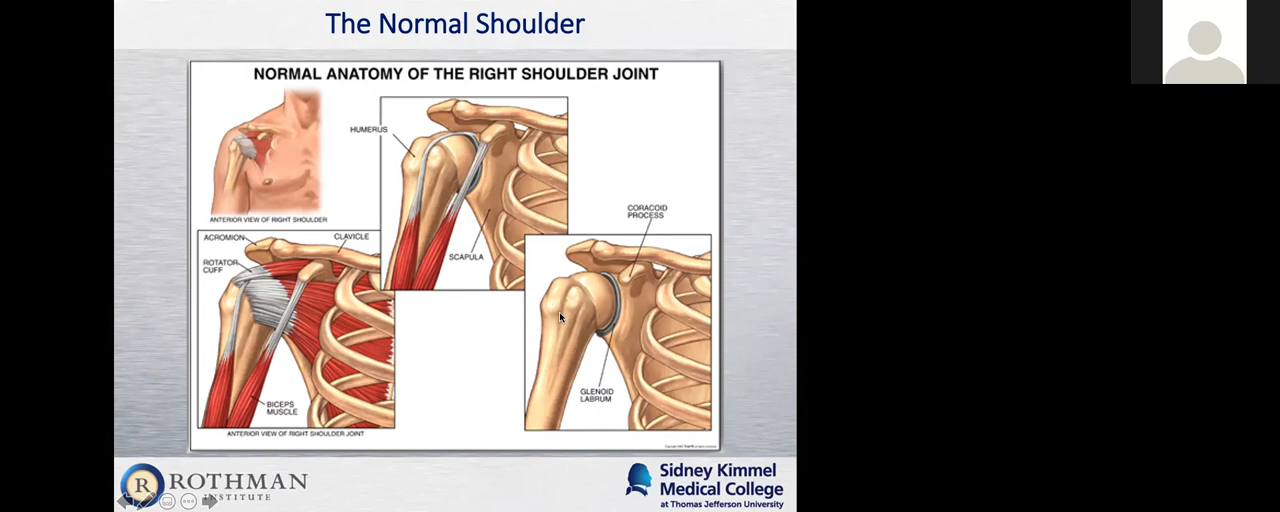 The Normal Shoulder
NORMAL ANATOMY OF THE RIGHT SHOULDER JOINT
HUMERUS
ANTERIOR VIEW OF RIGHT SHOULDER
SCAPULA
ACROMION
CLAVICLE
ROTATOR
CUFF
BICEPS
MUSCLE
ANTERIOR VIEW OF RIGHT SHOULDER JOINT
CORACOID
PROCESS
GLENOID
LABRUM
R ROTHMAN
INSTITUTE
Sidney Kimmel
Medical College
at Thomas Jefferson University